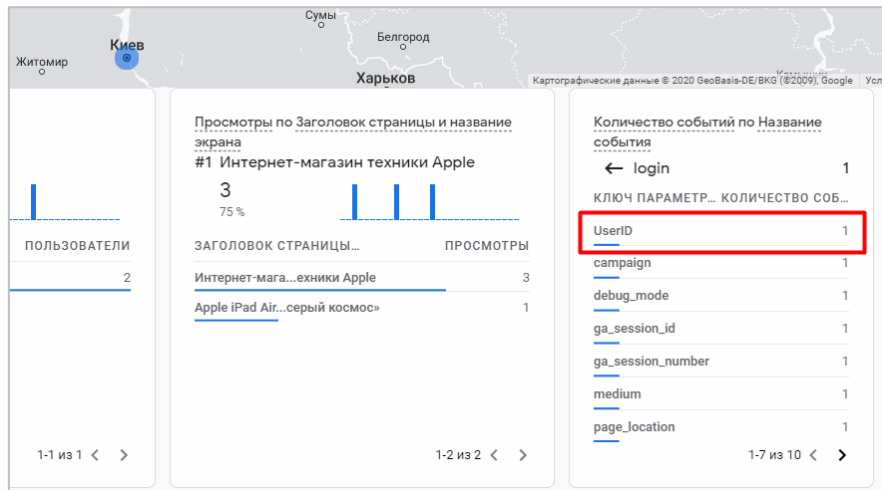 Сумы
Белгород
Киев
Житомир
Харьков
Картографические данные © 2020 GeoBasis-DE/BKG (©2009), Google
Усл
ПОЛЬЗОВАТЕЛИ
2
1-1 из 1
Просмотры по Заголовок страницы и название
экрана
#1 Интернет-магазин техники Apple
3
75 %
ЗАГОЛОВОК СТРАНИЦЫ... ПРОСМОТРЫ
Интернет-мага...ехники Apple 3
Apple iPad Air...серый космос» 1
1-2 из 2
Количество событий по Название
события
← login 1
КЛЮЧ ПАРАМЕТР... КОЛИЧЕСТВО СОБ...
UserID 1
campaign 1
debug_mode 1
ga_session_id 1
ga_session_number 1
medium 1
page_location 1
1-7 из 10